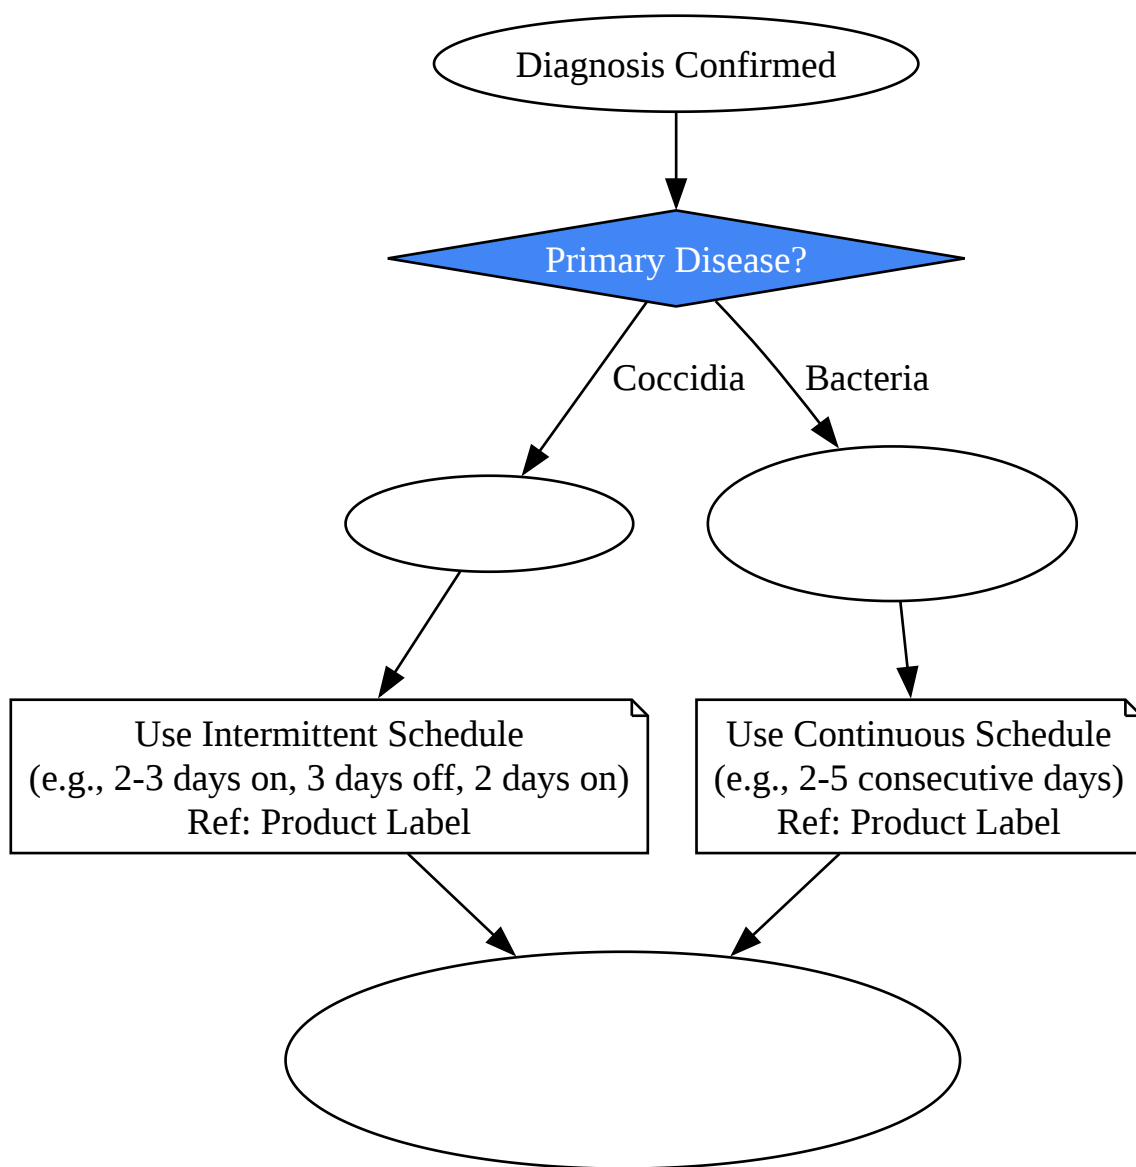 Diagnosis Confirmed
Primary Disease?
Coccidia
Bacteria
Use Intermittent Schedule
(e.g., 2-3 days on, 3 days off, 2 days on)
Ref: Product Label
Use Continuous Schedule
(e.g., 2-5 consecutive days)
Ref: Product Label